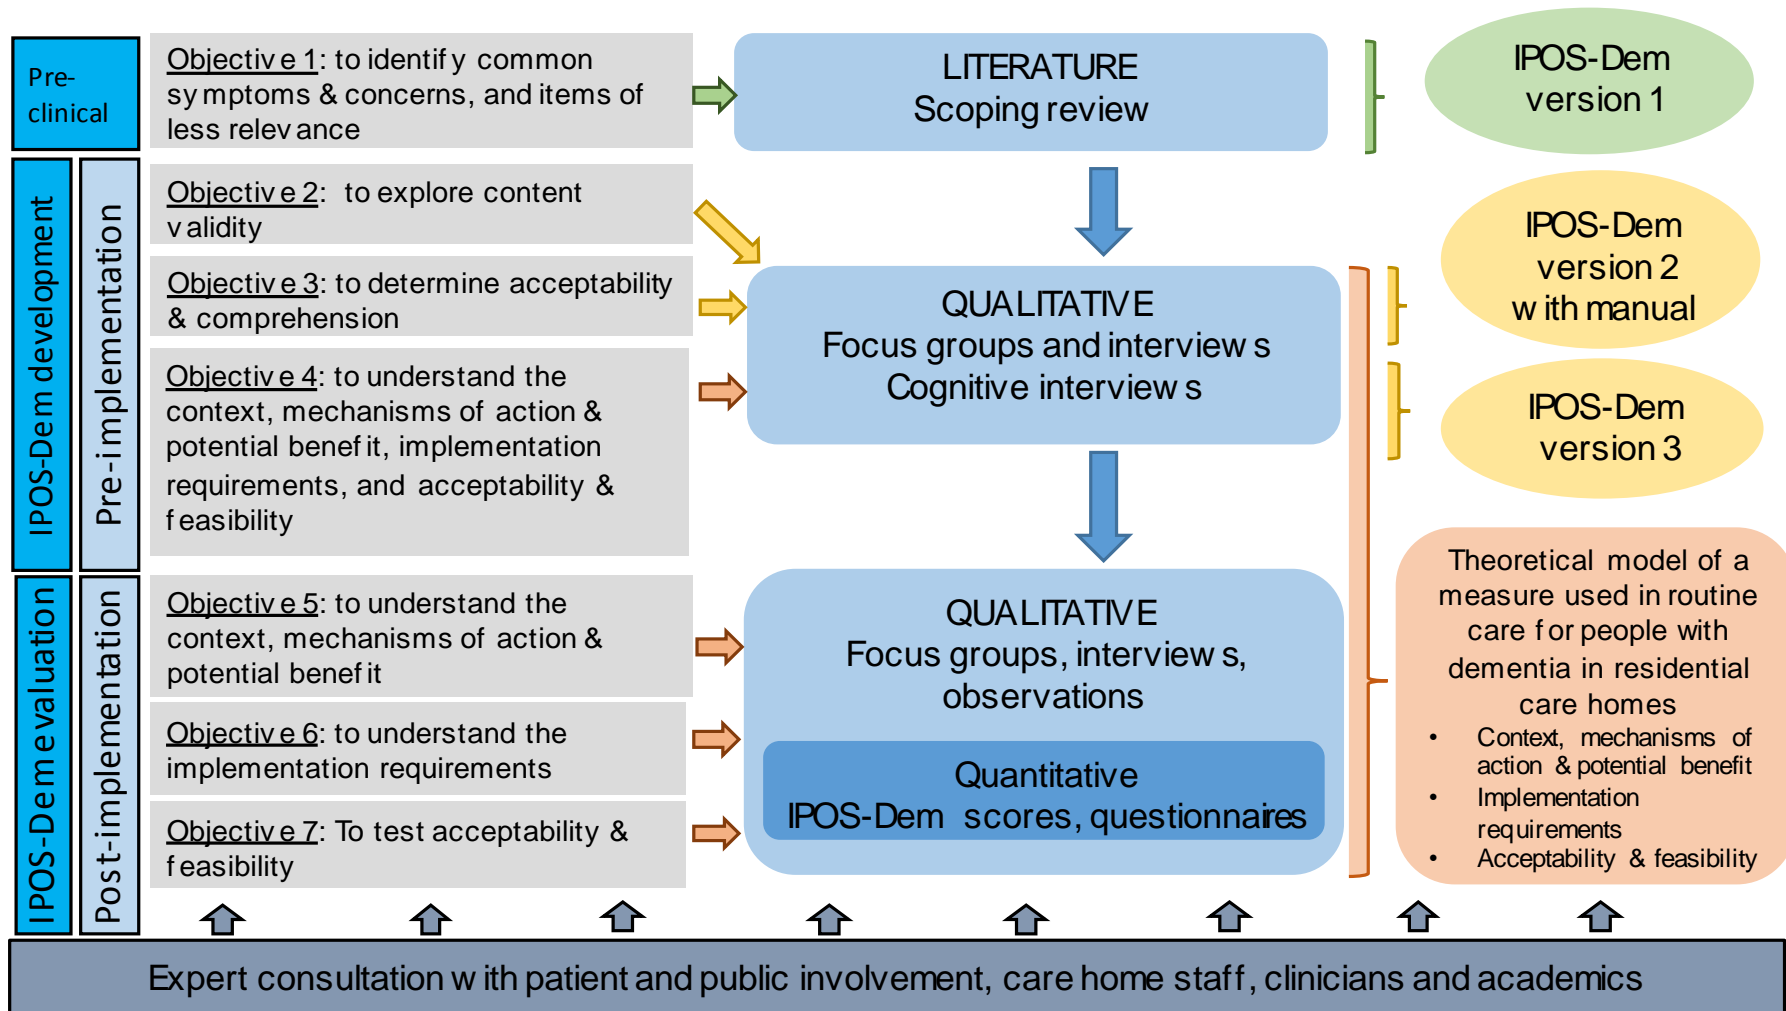 Pre-
clinical
Objective 1: to identify common
symptoms & concerns, and items of
less relevance
LITERATURE
Scoping review
IPOS-Dem
version 1
IPOS-Dem development
Pre-implementation
Objective 2: to explore content
validity
Objective 3: to determine acceptability
& comprehension
Objective 4: to understand the
context, mechanisms of action &
potential benefit, implementation
requirements, and acceptability &
feasibility
QUALITATIVE
Focus groups and interviews
Cognitive interviews
IPOS-Dem
version 2
with manual
IPOS-Dem
version 3
IPOS-Dem evaluation
Post-implementation
Objective 5: to understand the
context, mechanisms of action &
potential benefit
Objective 6: to understand the
implementation requirements
Objective 7: To test acceptability &
feasibility
QUALITATIVE
Focus groups, interviews,
observations
Quantitative
IPOS-Dem scores, questionnaires
Theoretical model of a
measure used in routine
care for people with
dementia in residential
care homes
• Context, mechanisms of
action & potential benefit
• Implementation
requirements
• Acceptability & feasibility
Expert consultation with patient and public involvement, care home staff, clinicians and academics